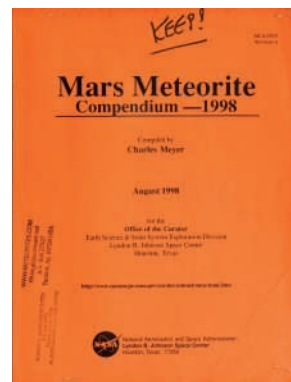 KEEP!
Mars Meteorite
Compendium —1998
Compiled by
Charles Meyer
August 1998
for the
Office of the Curator
Earth Science & Solar System Exploration Division
Lyndon B. Johnson Space Center
Houston, Texas
National Aeronautics and Space Administration
Lyndon B. Johnson Space Center
Houston, Texas 77058
NASA